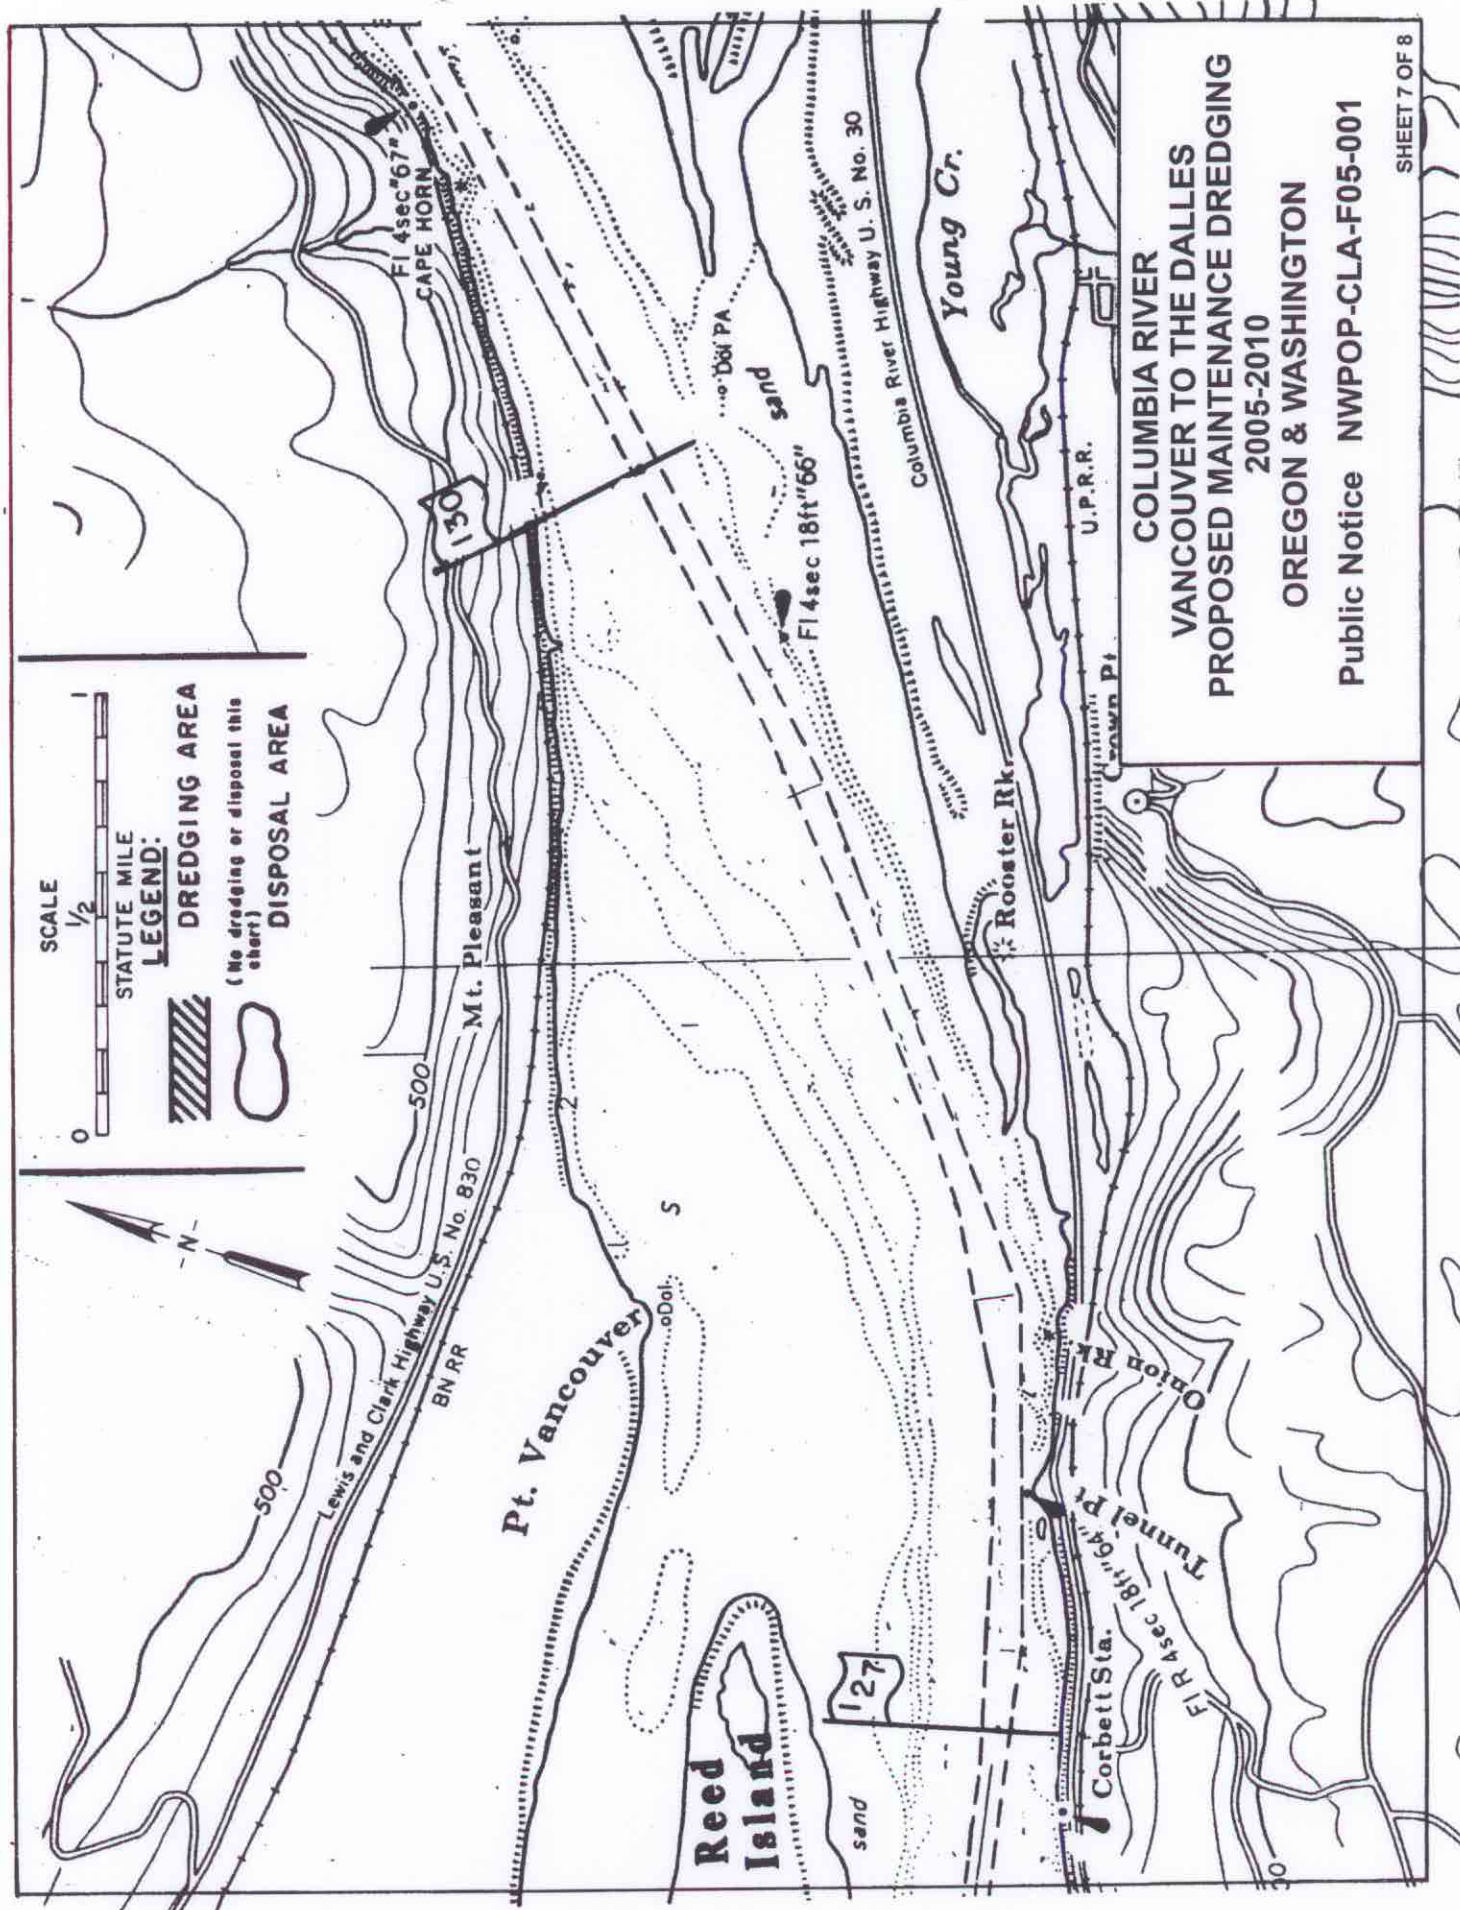 SCALE
0 1/2 1
STATUTE MILE
LEGEND:
DREDGING AREA
(No dredging or disposal this
chart)
DISPOSAL AREA
-N-
500
500
Lewis and Clark Highway U. S. No. 830
BN RR
Mt. Pleasant
130
Fl 4sec "67"
CAPE HORN
Pt. Vancouver
Dol
2
1
S
Dol PA
sand
Fl 4sec 18ft "66"
Reed
Island
sand
127
Columbia River Highway U. S. No. 30
Young Cr.
Rooster Rk.
U.P.R.R.
Crown Pt
Onion Rk
Tunnel Pt
Fl R 4sec 18ft "64"
Corbett Sta.
COLUMBIA RIVER
VANCOUVER TO THE DALLES
PROPOSED MAINTENANCE DREDGING
2005-2010
OREGON & WASHINGTON
Public Notice NWPOP-CLA-F05-001
SHEET 7 OF 8